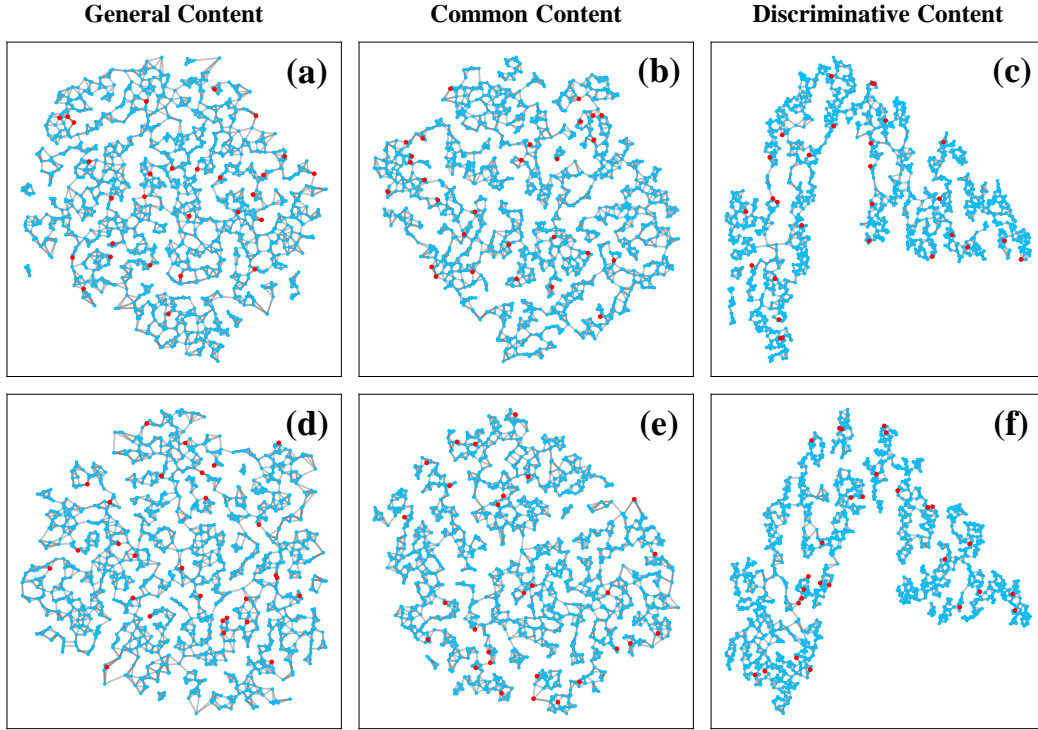 General Content
Common Content
Discriminative Content
(a)
(b)
(c)
(d)
(e)
(f)